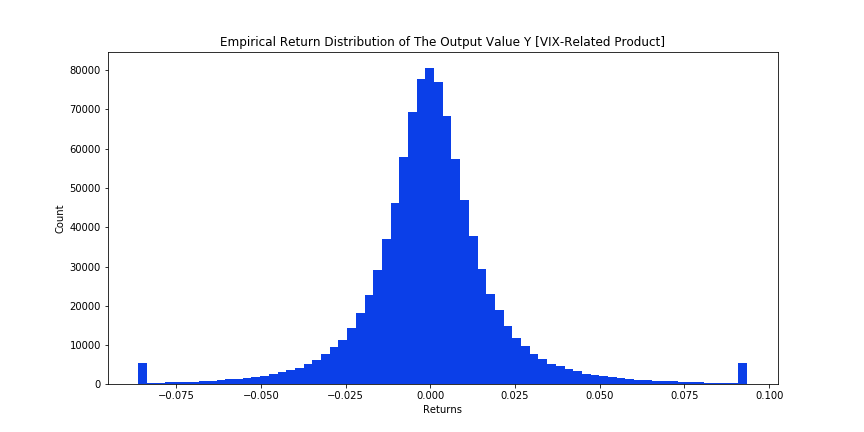 Empirical Return Distribution of The Output Value Y [VIX-Related Product]
80000
70000
60000
50000
40000
30000
20000
10000
0
Count
−0.075 −0.050 −0.025 0.000 0.025 0.050 0.075 0.100
Returns